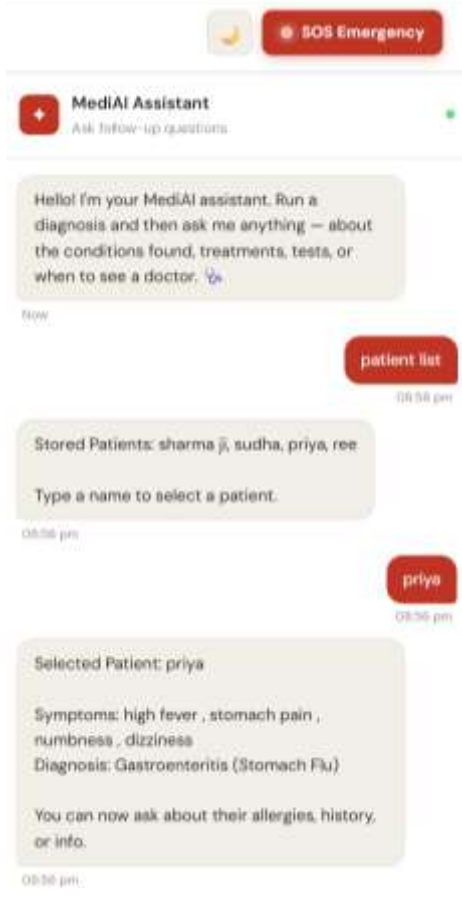 SOS Emergency
MediAI Assistant
Ask follow-up questions
Hello! I'm your MediAI assistant. Run a
diagnosis and then ask me anything — about
the conditions found, treatments, tests, or
when to see a doctor. 🩺
Now
patient list
08:56 pm
Stored Patients: sharma ji, sudha, priya, ree
Type a name to select a patient.
08:56 pm
priya
08:56 pm
Selected Patient: priya
Symptoms: high fever , stomach pain ,
numbness , dizziness
Diagnosis: Gastroenteritis (Stomach Flu)
You can now ask about their allergies, history,
or info.
08:56 pm